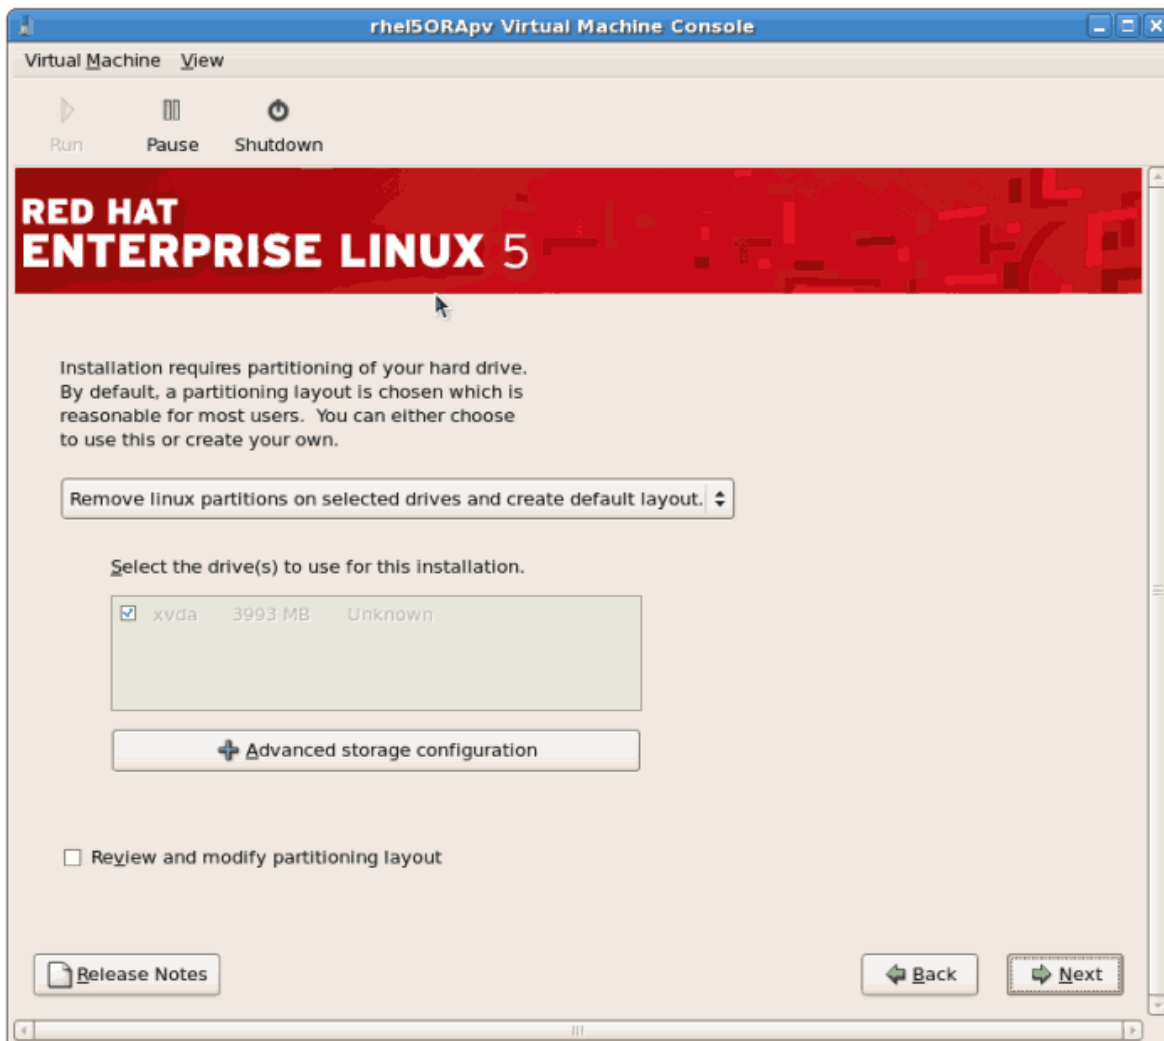 rhel5ORApv Virtual Machine Console
Virtual Machine View
Run Pause Shutdown
RED HAT
ENTERPRISE LINUX 5
Installation requires partitioning of your hard drive.
By default, a partitioning layout is chosen which is
reasonable for most users.  You can either choose
to use this or create your own.
Remove linux partitions on selected drives and create default layout.
Select the drive(s) to use for this installation.
xvda 3993 MB Unknown
Advanced storage configuration
Review and modify partitioning layout
Release Notes Back Next